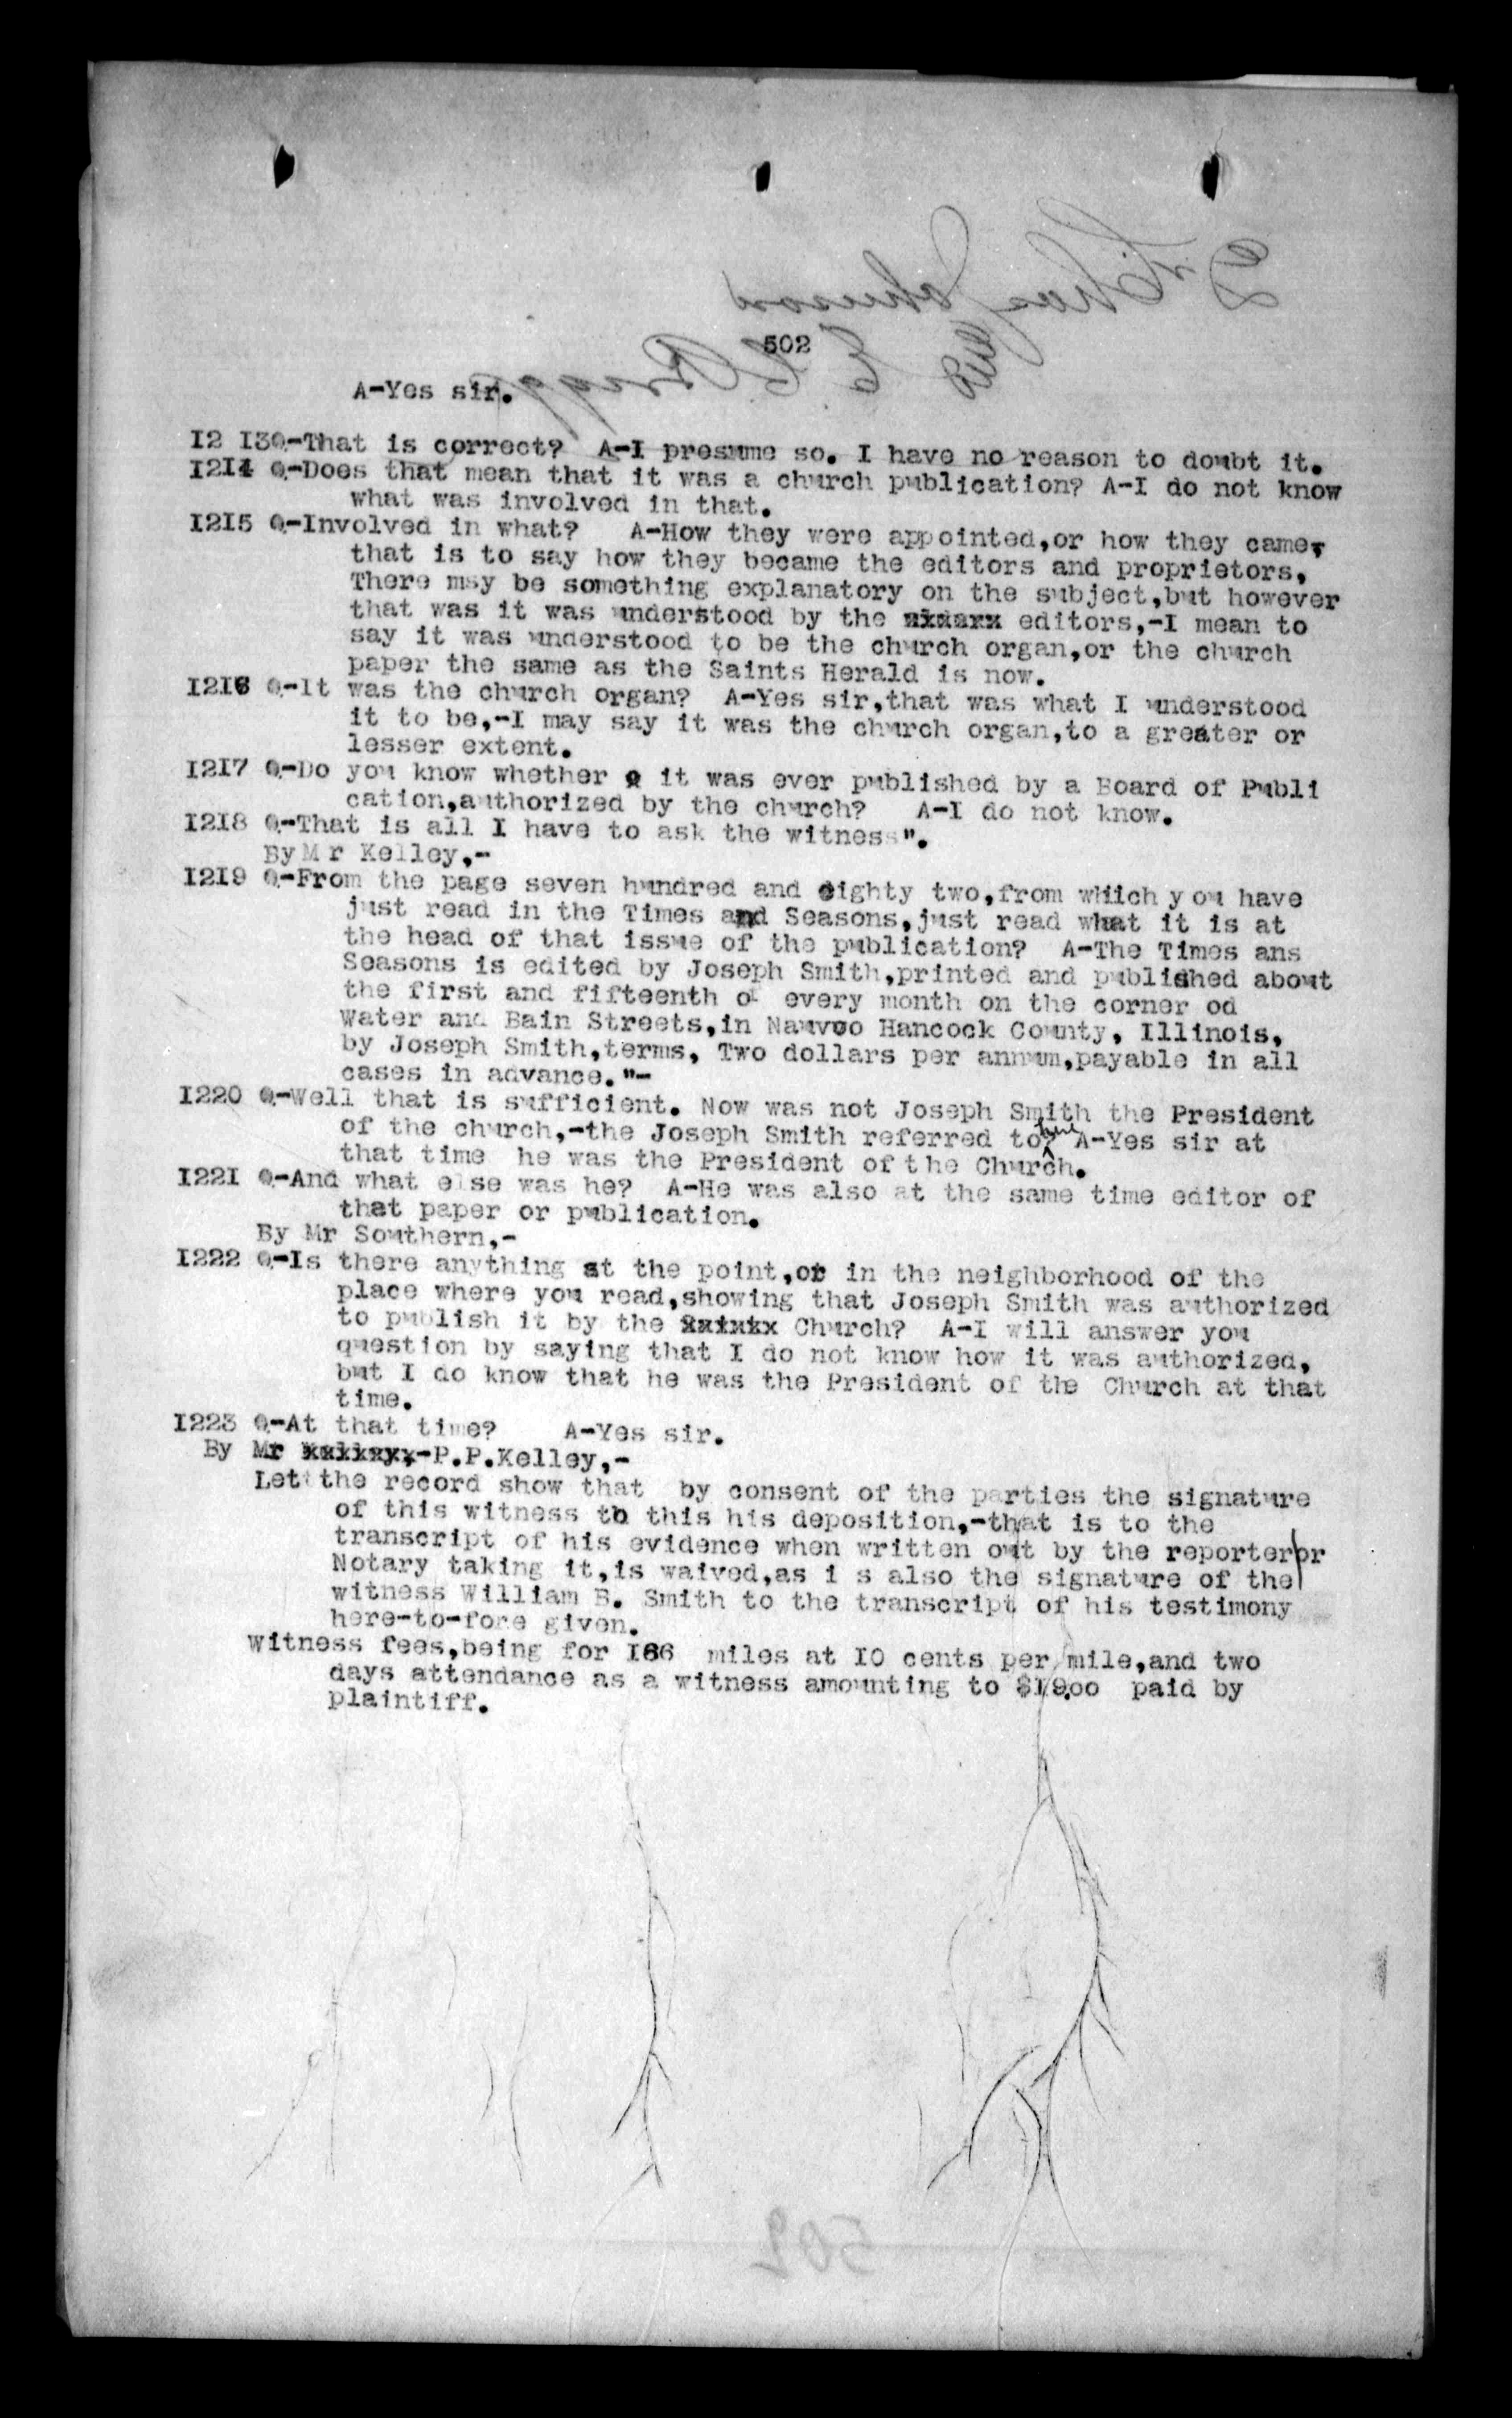 502
A-Yes sir.
I2 I3Q-That is correct? A-I presume so. I have no reason to doubt it.
I2I4 Q-Does that mean that it was a church publication? A-I do not know
what was involved in that.
I2I5 Q-Involved in what? A-How they were appointed,or how they came,
that is to say how they became the editors and proprietors,
There may be something explanatory on the subject,but however
that was it was understood by the editors,-I mean to
say it was understood to be the church organ,or the church
paper the same as the Saints Herald is now.
I2I6 Q-It was the church organ? A-Yes sir,that was what I understood
it to be,-I may say it was the church organ,to a greater or
lesser extent.
I2I7 Q-Do you know whether it was ever published by a Board of Publi
cation,authorized by the church? A-I do not know.
I2I8 Q-That is all I have to ask the witness".
By M r Kelley,-
I2I9 Q-From the page seven hundred and eighty two,from which y ou have
just read in the Times and Seasons,just read what it is at
the head of that issue of the publication? A-The Times ans
Seasons is edited by Joseph Smith,printed and published about
the first and fifteenth of every month on the corner od
Water and Bain Streets,in Nauvoo Hancock County, Illinois,
by Joseph Smith,terms, Two dollars per annum,payable in all
cases in advance."-
I220 Q-Well that is sufficient. Now was not Joseph Smith the President
of the church,-the Joseph Smith referred to here? A-Yes sir at
that time he was the President of the Church.
I221 Q-And what else was he? A-He was also at the same time editor of
that paper or publication.
By Mr Southern,-
I222 Q-Is there anything at the point,or in the neighborhood of the
place where you read,showing that Joseph Smith was authorized
to publish it by the Church? A-I will answer you
question by saying that I do not know how it was authorized,
but I do know that he was the President of the Church at that
time.
I223 Q-At that time? A-Yes sir.
By Mr P.P.Kelley,-
Let the record show that by consent of the parties the signature
of this witness to this his deposition,-that is to the
transcript of his evidence when written out by the reporter or
Notary taking it,is waived,as i s also the signature of the
witness William B. Smith to the transcript of his testimony
here-to-fore given.
Witness fees,being for I66 miles at I0 cents per mile,and two
days attendance as a witness amounting to $19.00 paid by
plaintiff.
502